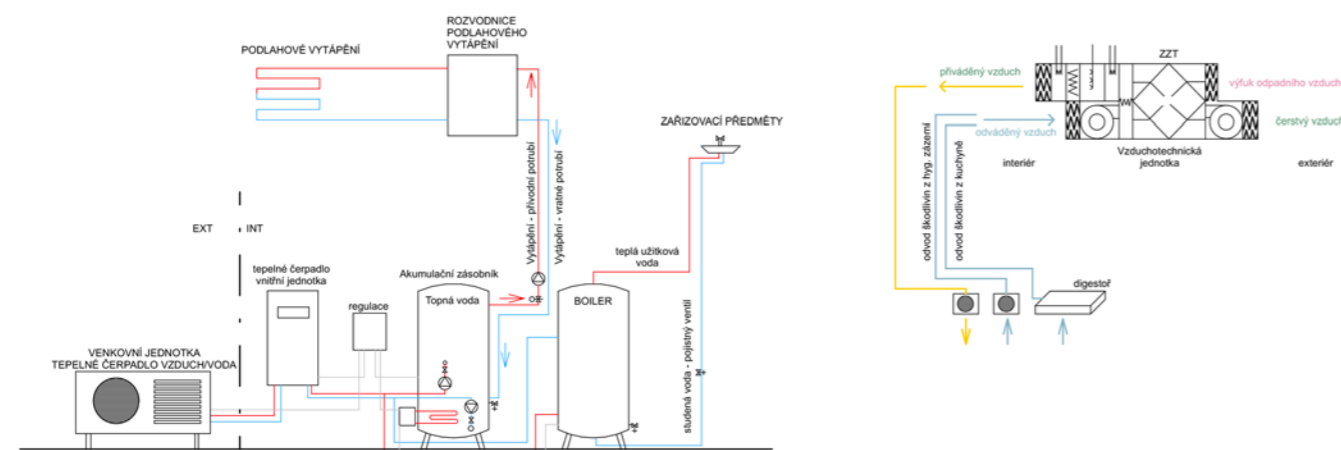 ROZVODNICE
PODLAHOVÉHO
VYTÁPĚNÍ
PODLAHOVÉ VYTÁPĚNÍ
ZAŘIZOVACÍ PŘEDMĚTY
Vytápění - přívodní potrubí
Vytápění - vratné potrubí
EXT
INT
teplá užitková
voda
tepelné čerpadlo
vnitřní jednotka
Akumulační zásobník
regulace
Topná voda
BOILER
studená voda - pojistný ventil
VENKOVNÍ JEDNOTKA
TEPELNÉ ČERPADLO VZDUCH/VODA
ZZT
přiváděný vzduch
výfuk odpadního vzduchu
odváděný vzduch
čerstvý vzduch
Vzduchotechnická
jednotka
interiér
exteriér
odvod škodlivin z hyg. zázemí
odvod škodlivin z kuchyně
digestoř